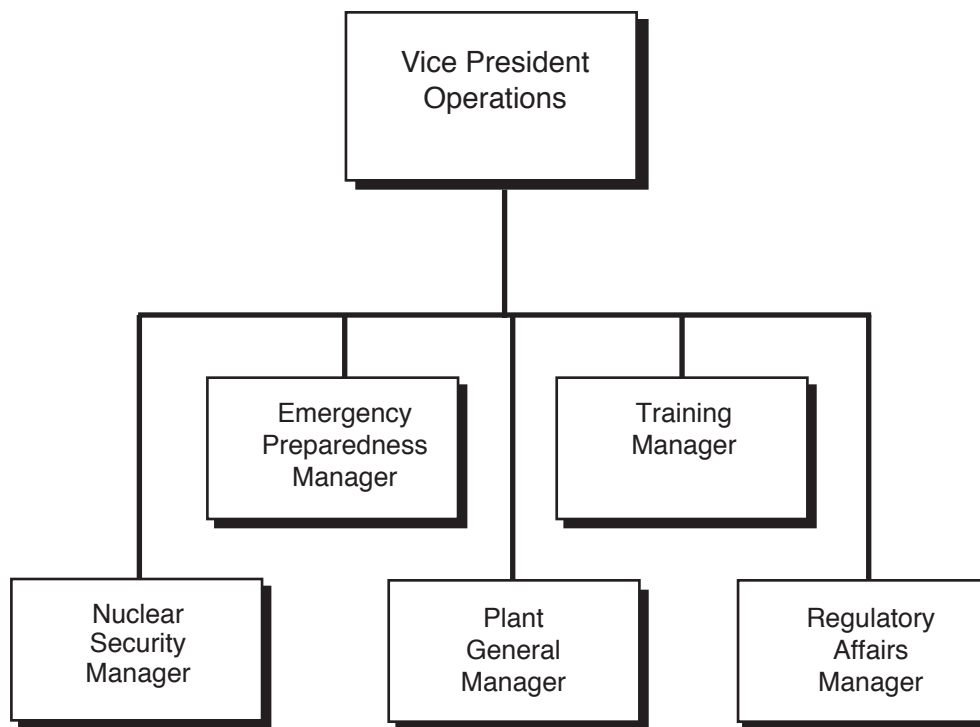 Vice President
Operations
Emergency
Preparedness
Manager
Training
Manager
Nuclear
Security
Manager
Plant
General
Manager
Regulatory
Affairs
Manager